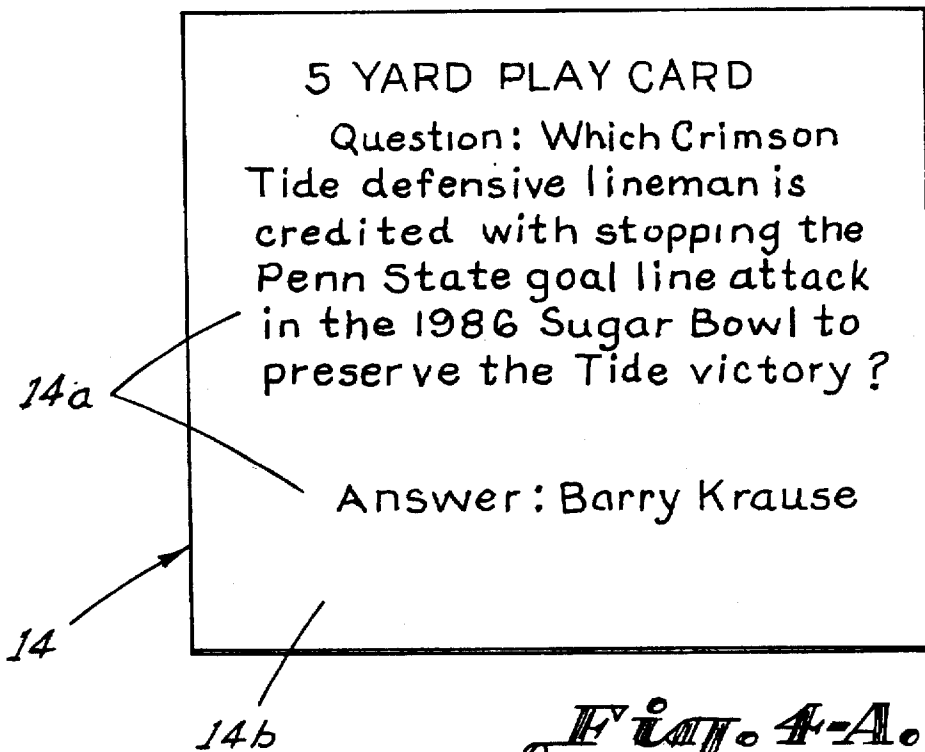 5 YARD PLAY CARD
Question: Which Crimson
Tide defensive lineman is
credited with stopping the
Penn State goal line attack
in the 1986 Sugar Bowl to
preserve the Tide victory?
14a
Answer: Barry Krause
14
14b
Fig. 4-A.